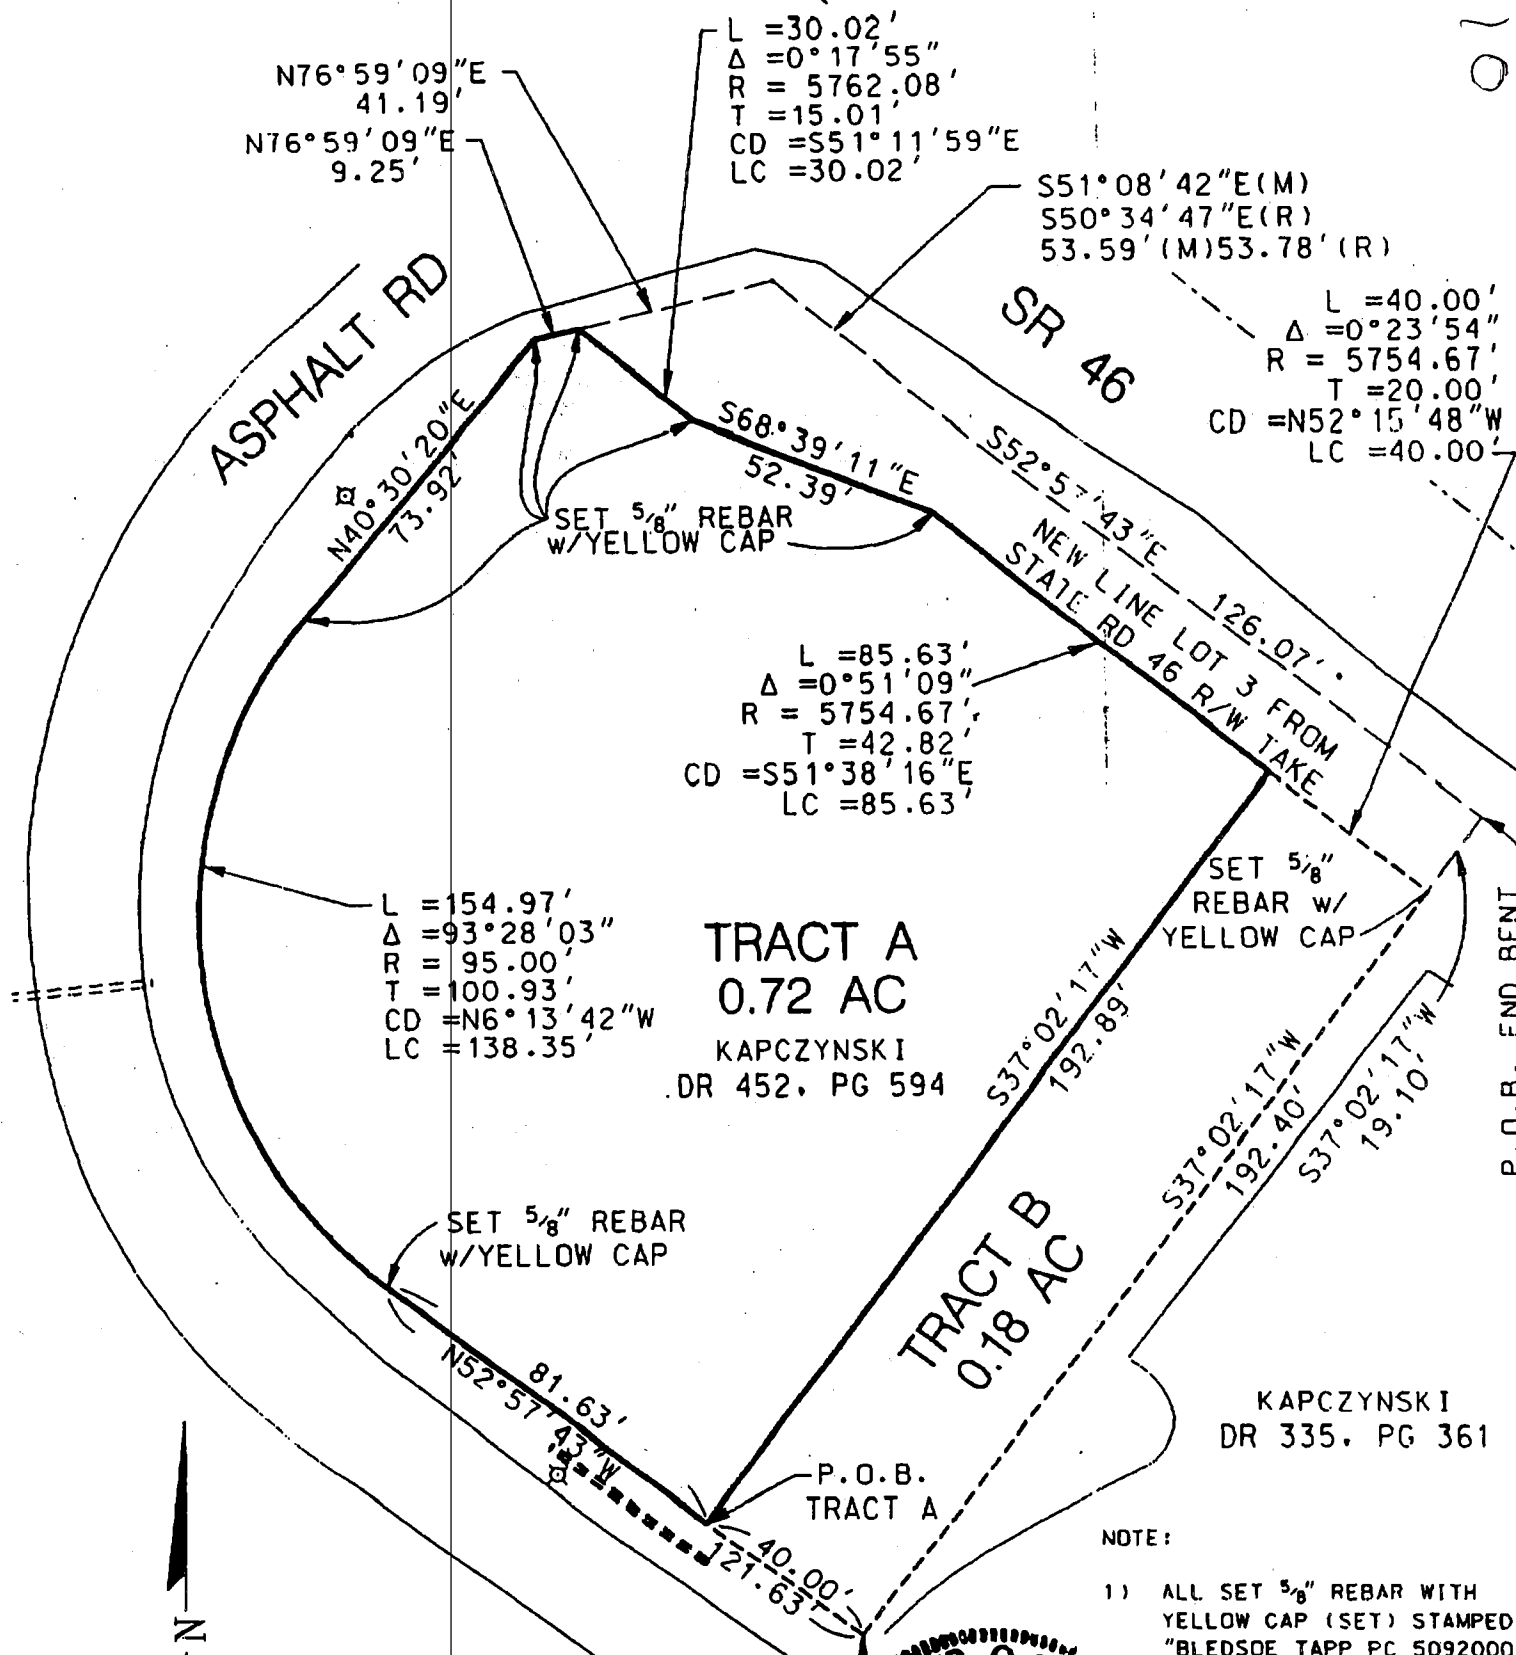 L =30.02'
Δ =0°17'55"
R = 5762.08'
T =15.01'
CD =S51°11'59"E
LC =30.02'
N76°59'09"E
41.19'
N76°59'09"E
9.25'
S51°08'42"E(M)
S50°34'47"E(R)
53.59'(M)53.78'(R)
L =40.00'
Δ =0°23'54"
R = 5754.67'
T =20.00'
CD =N52°15'48"W
LC =40.00'
ASPHALT RD
SR 46
N40°30'20"E
73.92'
S68°39'11"E
52.39'
SET 5/8" REBAR
w/YELLOW CAP
S52°57'43"E 126.07'
NEW LINE LOT 3 FROM
STATE RD 46 R/W TAKE
L =85.63'
Δ =0°51'09"
R = 5754.67'
T =42.82'
CD =S51°38'16"E
LC =85.63'
SET 5/8"
REBAR w/
YELLOW CAP
L =154.97'
Δ =93°28'03"
R = 95.00'
T =100.93'
CD =N6°13'42"W
LC =138.35'
TRACT A
0.72 AC
KAPCZYNSKI
DR 452, PG 594
S37°02'17"W
192.89'
S37°02'17"W
192.40'
S37°02'17"W
19.10'
P.O.B. END BENT
SET 5/8" REBAR
w/YELLOW CAP
TRACT B
0.18 AC
81.63'
N52°57'43"W
KAPCZYNSKI
DR 335, PG 361
P.O.B.
TRACT A
40.00'
121.63'
N
NOTE:
1) ALL SET 5/8" REBAR WITH
YELLOW CAP (SET) STAMPED
"BLEDSOE TAPP PC 5092000